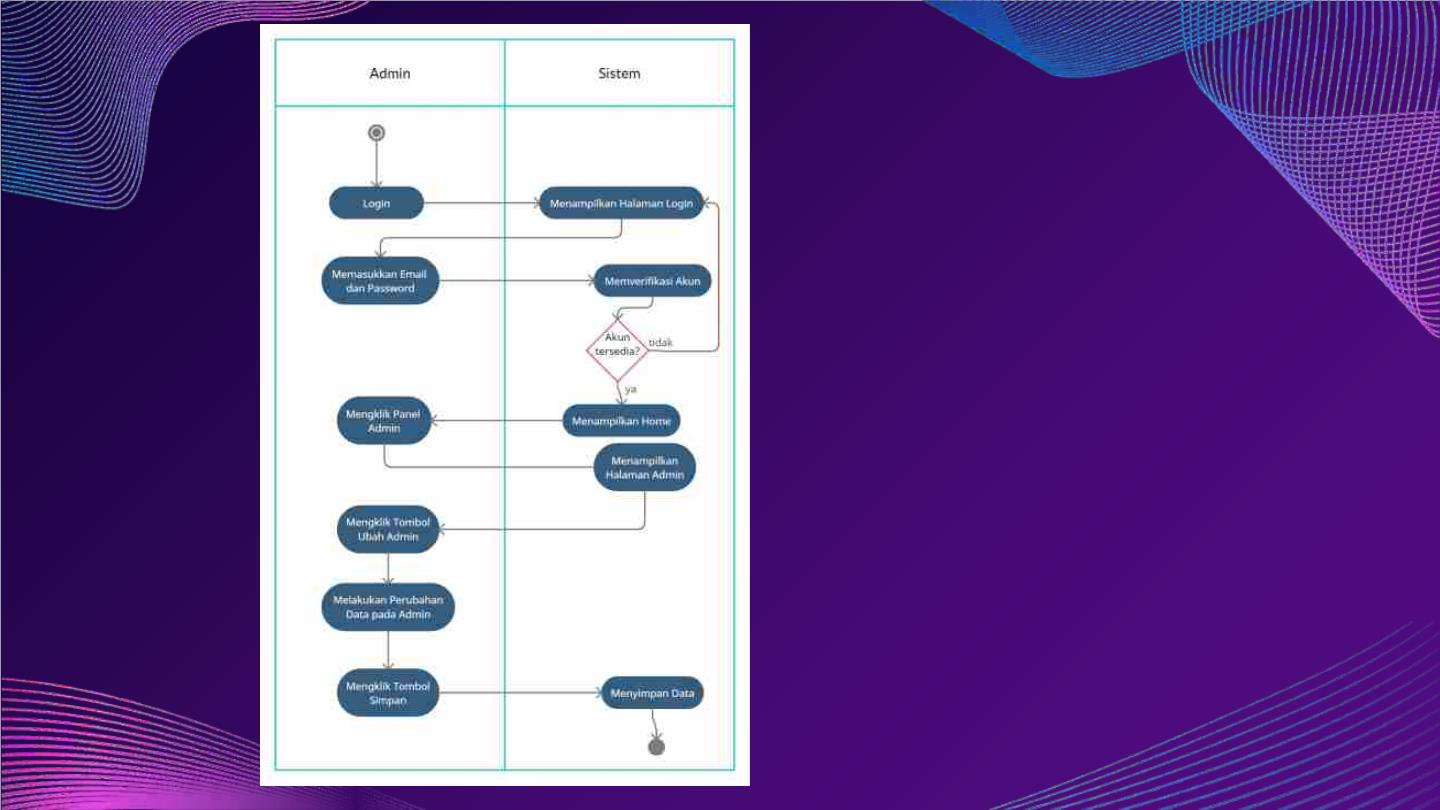 Admin
Sistem
Login
Menampilkan Halaman Login
Memasukkan Email
dan Password
Memverifikasi Akun
Akun
tersedia?
tidak
ya
Menampilkan Home
Mengklik Panel
Admin
Menampilkan
Halaman Admin
Mengklik Tombol
Ubah Admin
Melakukan Perubahan
Data pada Admin
Mengklik Tombol
Simpan
Menyimpan Data